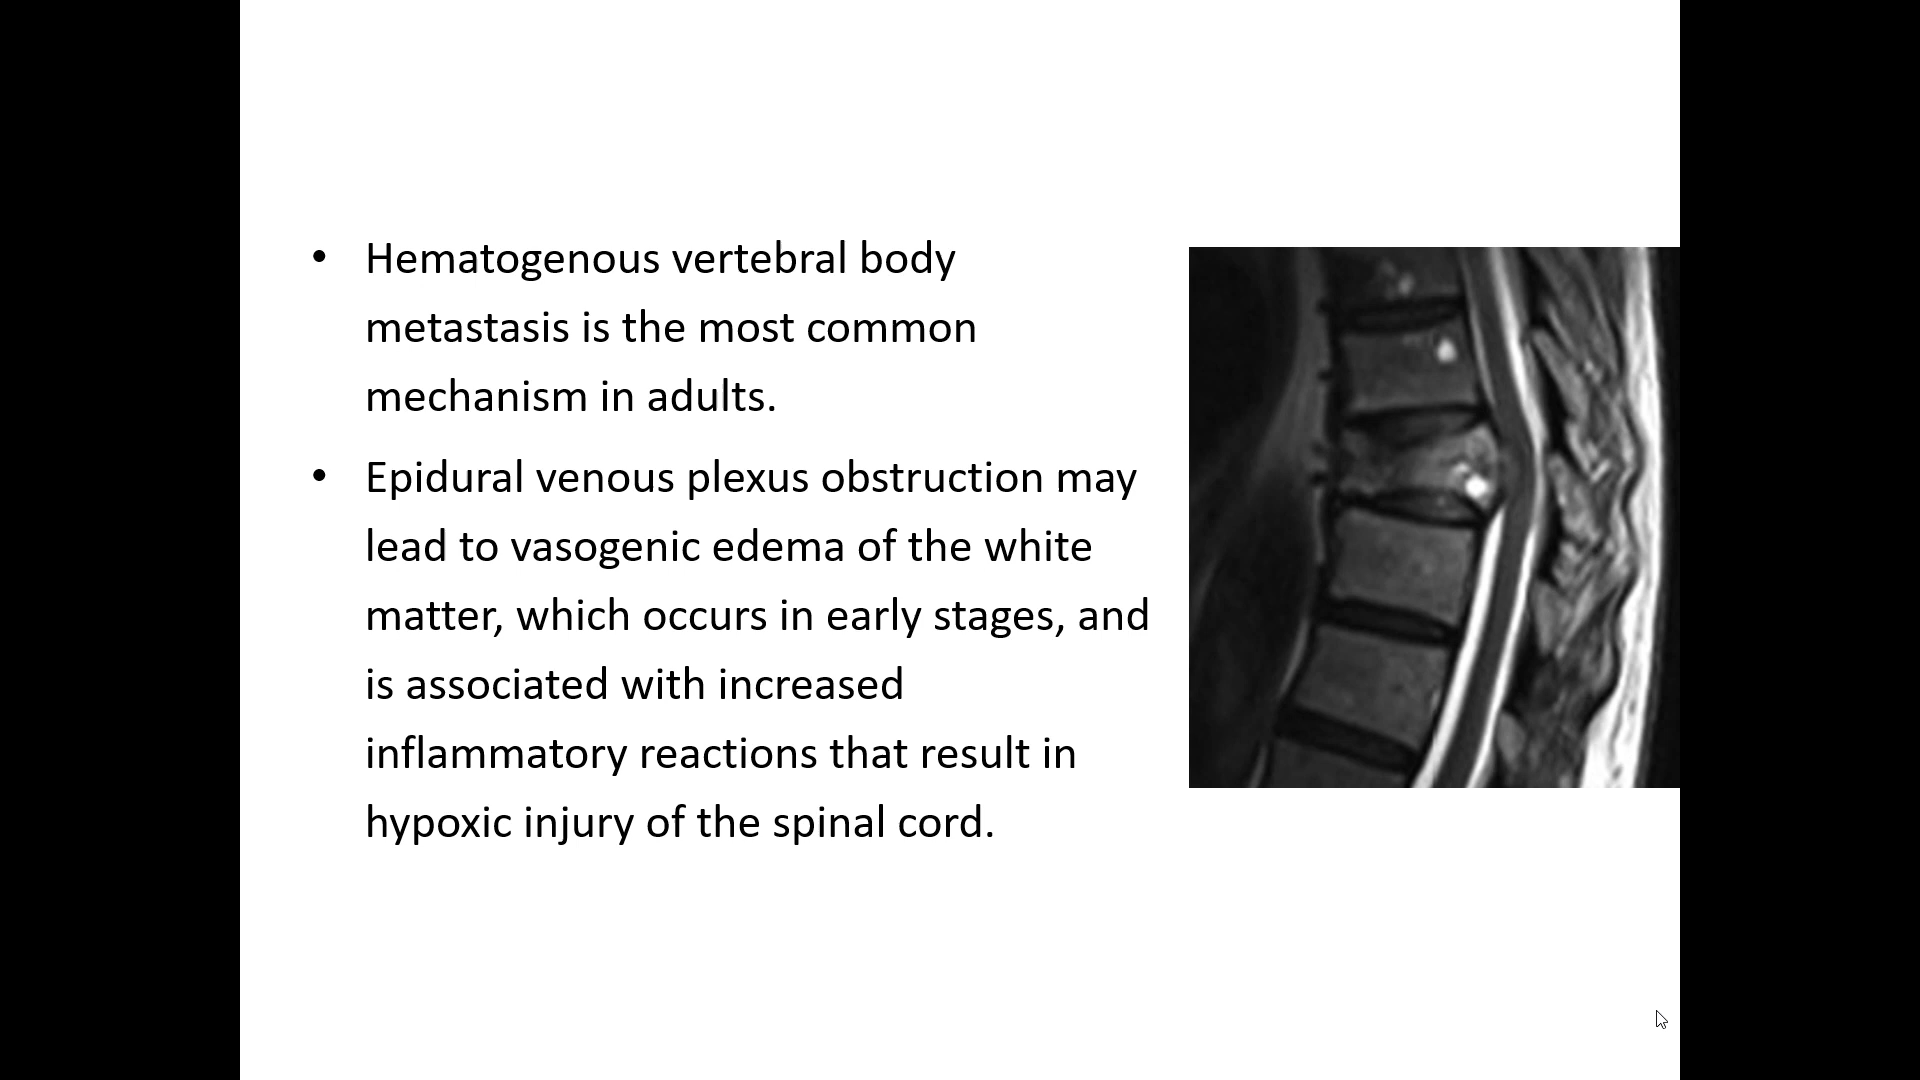 • Hematogenous vertebral body
metastasis is the most common
mechanism in adults.
• Epidural venous plexus obstruction may
lead to vasogenic edema of the white
matter, which occurs in early stages, and
is associated with increased
inflammatory reactions that result in
hypoxic injury of the spinal cord.